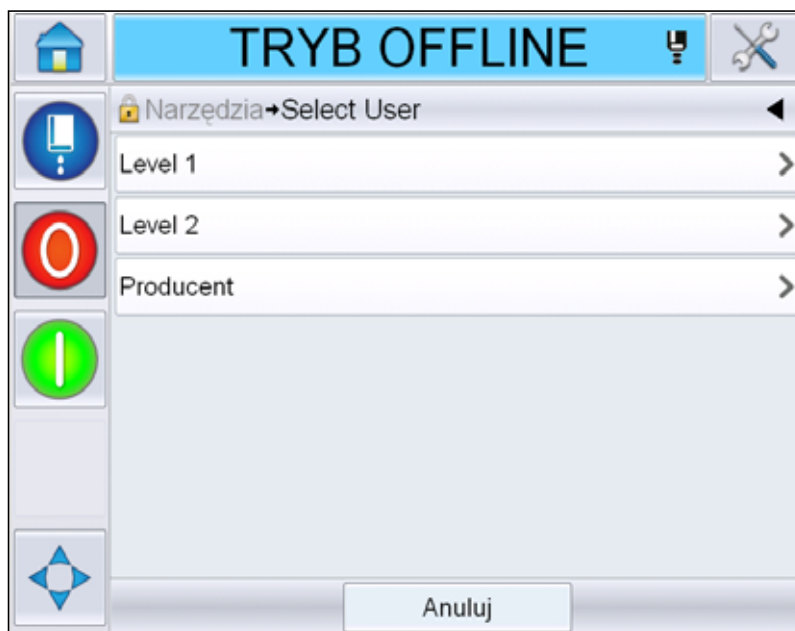 TRYB OFFLINE
Narzędzia→Select User
Level 1
Level 2
Producent
Anuluj